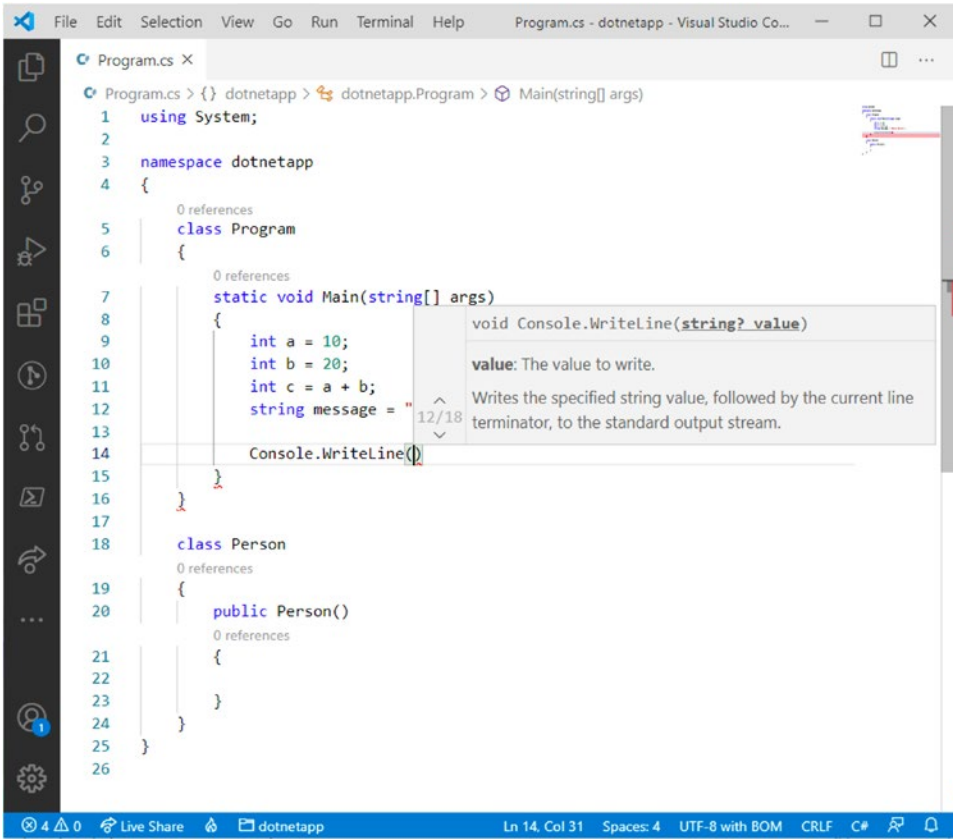 File Edit Selection View Go Run Terminal Help Program.cs - dotnetapp - Visual Studio Co...
C# Program.cs
C# Program.cs > {} dotnetapp > dotnetapp.Program > Main(string[] args)
1 using System;
2
3 namespace dotnetapp
4 {
0 references
5 class Program
6 {
0 references
7 static void Main(string[] args)
8 {
9 int a = 10;
10 int b = 20;
11 int c = a + b;
12 string message = "
13
14 Console.WriteLine()
void Console.WriteLine(string? value)
value: The value to write.
12/18
Writes the specified string value, followed by the current line
terminator, to the standard output stream.
15 }
16 }
17
18 class Person
0 references
19 {
20 public Person()
0 references
21 {
22
23 }
24 }
25 }
26
1
4 0 Live Share dotnetapp Ln 14, Col 31 Spaces: 4 UTF-8 with BOM CRLF C#